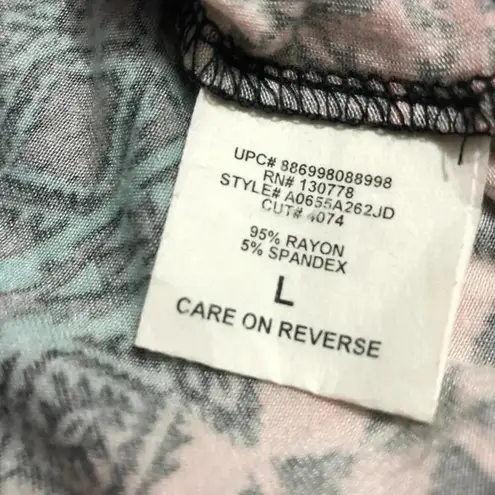 UPC# 886998088998
RN# 130778
STYLE# A0655A262JD
CUT# 4074
95% RAYON
5% SPANDEX
L
CARE ON REVERSE